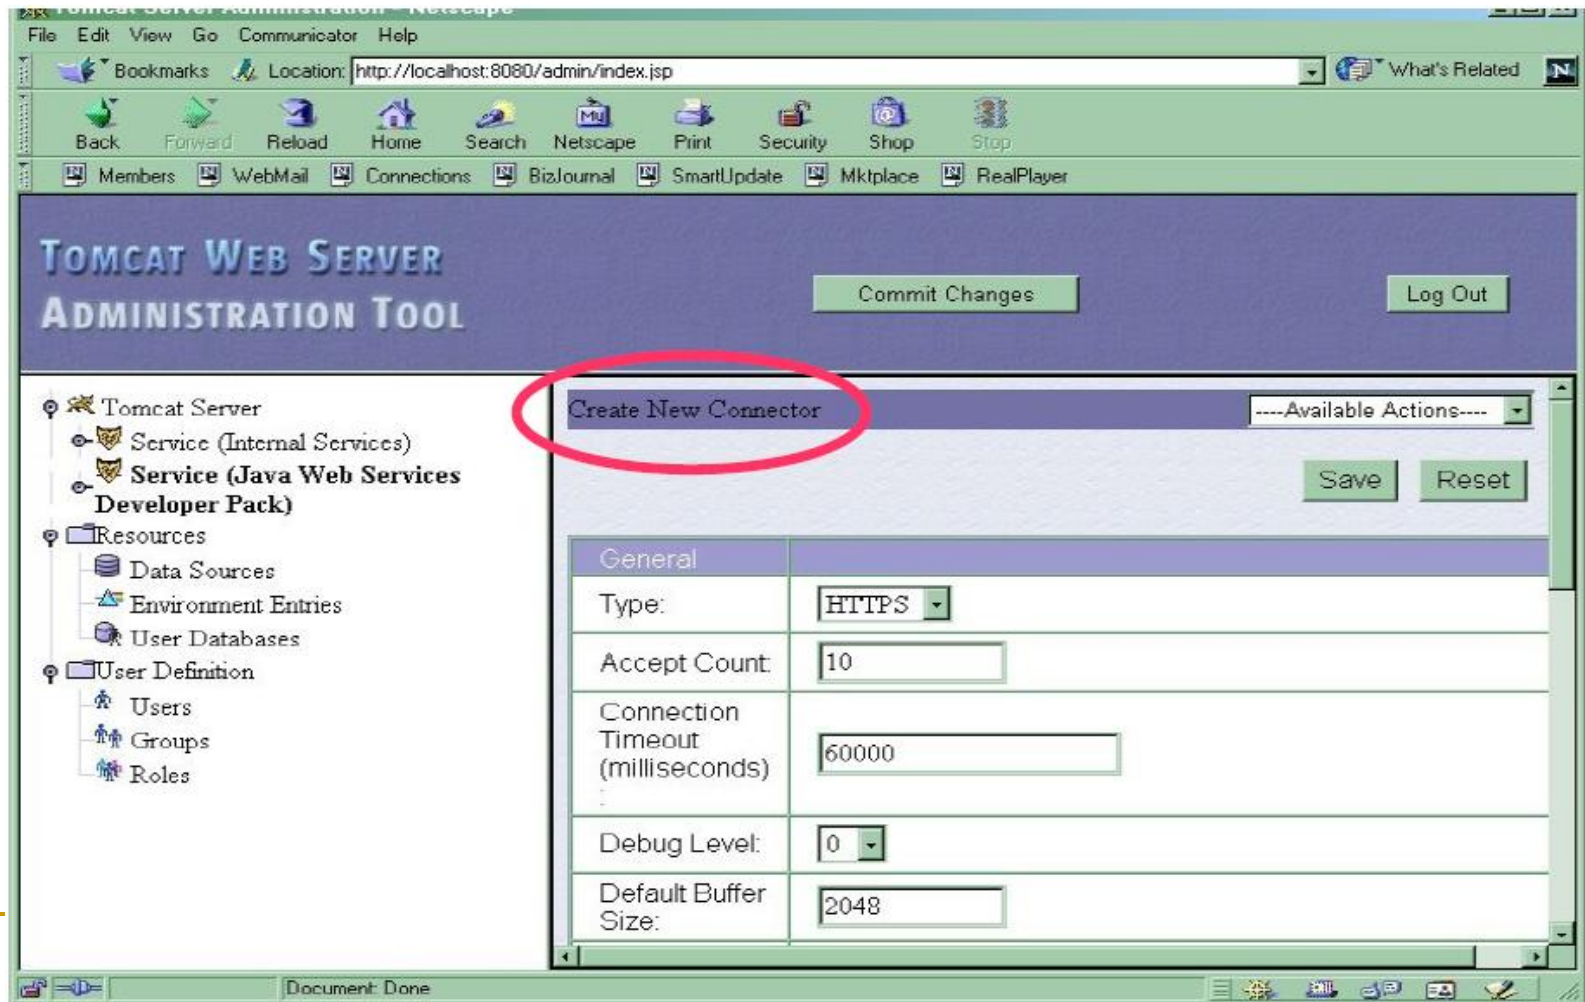 Tomcat Server Administration - Netscape
File Edit View Go Communicator Help
Bookmarks Location: http://localhost:8080/admin/index.jsp What's Related N
Back Forward Reload Home Search Netscape Print Security Shop Stop
My
Members WebMail Connections BizJournal SmartUpdate Mktplace RealPlayer
TOMCAT WEB SERVER
ADMINISTRATION TOOL
Commit Changes
Log Out
Tomcat Server
Service (Internal Services)
Service (Java Web Services
Developer Pack)
Resources
Data Sources
Environment Entries
User Databases
User Definition
Users
Groups
Roles
Create New Connector
----Available Actions----
Save Reset
General
Type: HTTPS
Accept Count: 10
Connection
Timeout
(milliseconds)
:
60000
Debug Level: 0
Default Buffer
Size:
2048
Document: Done